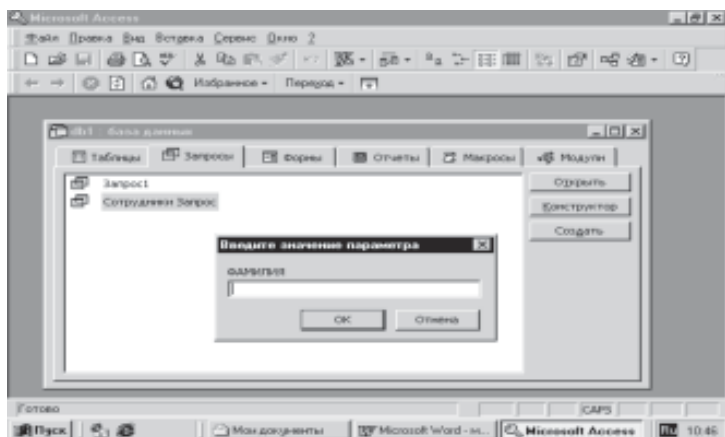 Microsoft Access
Файл Правка Вид Вставка Сервис Окно ?
Избранное Переход
db1 : база данных
Таблицы Запросы Формы Отчеты Макросы Модули
Запрос1
Сотрудники Запрос
Открыть
Конструктор
Создать
Введите значение параметра
ФАМИЛИЯ
OK Отмена
Готово CAPS
Пуск Мои документы Microsoft Word - м... Microsoft Access Ru 10:46